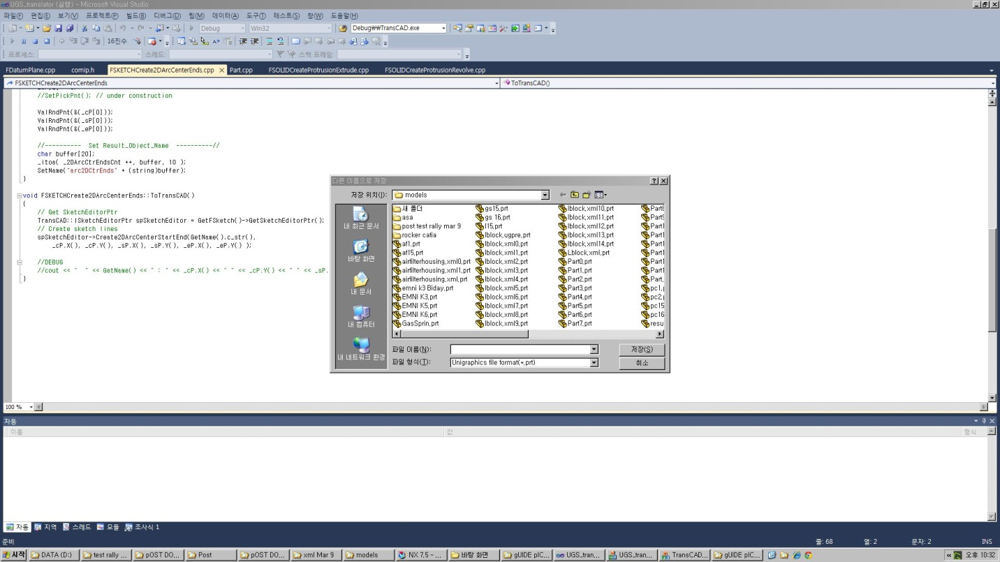 UGS_translator (실행) - Microsoft Visual Studio
파일(F) 편집(E) 보기(V) 프로젝트(P) 빌드(B) 디버그(D) 팀(M) 데이터(A) 도구(T) 테스트(S) 창(W) 도움말(H)
Debug Win32 Debug₩₩TransCAD.exe
16진수
프로세스: 스레드: 스택 프레임:
FDatumPlane.cpp comip.h FSKETCHCreate2DArcCenterEnds.cpp Part.cpp FSOLIDCreateProtrusionExtrude.cpp FSOLIDCreateProtrusionRevolve.cpp
FSKETCHCreate2DArcCenterEnds ToTransCAD()
//SetPickPnt(); // under construction
ValRndPnt(&(_cP[0]));
ValRndPnt(&(_sP[0]));
ValRndPnt(&(_eP[0]));
//---------- Set Result_Object_Name ----------//
char buffer[20];
_itoa( _2DArcCtrEndsCnt ++, buffer, 10 );
SetName("arc2DCtrEnds" + (string)buffer);
}
void FSKETCHCreate2DArcCenterEnds::ToTransCAD()
{
// Get SketchEditorPtr
TransCAD::ISketchEditorPtr spSketchEditor = GetFSketch()->GetSketchEditorPtr();
// Create sketch lines
spSketchEditor->Create2DArcCenterStartEnd(GetName().c_str(),
_cP.X(), _cP.Y(), _sP.X(), _sP.Y(), _eP.X(), _eP.Y() );
//DEBUG
//cout << " " << GetName() << " : " << _cP.X() << " " << _cP.Y() << " " << _sP.
}
다른 이름으로 저장
저장 위치(I): models
내 최근 문서
바탕 화면
내 문서
내 컴퓨터
내 네트워크 환경
새 폴더 gs15.prt lblock.xml10.prt Part8
asa gs 16.prt lblock.xml11.prt Part9
post test rally mar 9 l15.prt lblock.xml12.prt Part1
rocker catia lblock.ugpre.prt lblock.xml13.prt Part1
af1.prt lblock.xml0.prt lblock.xml14.prt Part1
af15.prt lblock.xml1.prt Lblock.xml.prt Part1
airfilterhousing.xml0.prt lblock.xml2.prt Part0.prt Part1
airfilterhousing.xml1.prt lblock.xml3.prt Part1.prt Part1
airfilterhousing.xml.prt lblock.xml4.prt Part2.prt Part.
emni k3 Biday.prt lblock.xml5.prt Part3.prt pc1.
EMNI K3.prt lblock.xml6.prt Part4.prt pc2.
EMNI K5.prt lblock.xml7.prt Part5.prt pc15
EMNI K6.prt lblock.xml8.prt Part6.prt pc16
GasSprin.prt lblock.xml9.prt Part7.prt resu
파일 이름(N): 저장(S)
파일 형식(T): Unigraphics file format(*.prt) 취소
100 %
자동
이름 값 형식
자동 지역 스레드 모듈 조사식 1
준비 줄: 68 열: 2 문자: 2 INS
시작 DATA (D:) test rally ... pOST DO... Post pOST DO... xml Mar 9 models NX 7.5 - ... 바탕 화면 gUIDE pIC... UGS_tran... UGS_tran... TransCAD... gUIDE pIC... 오후 10:32